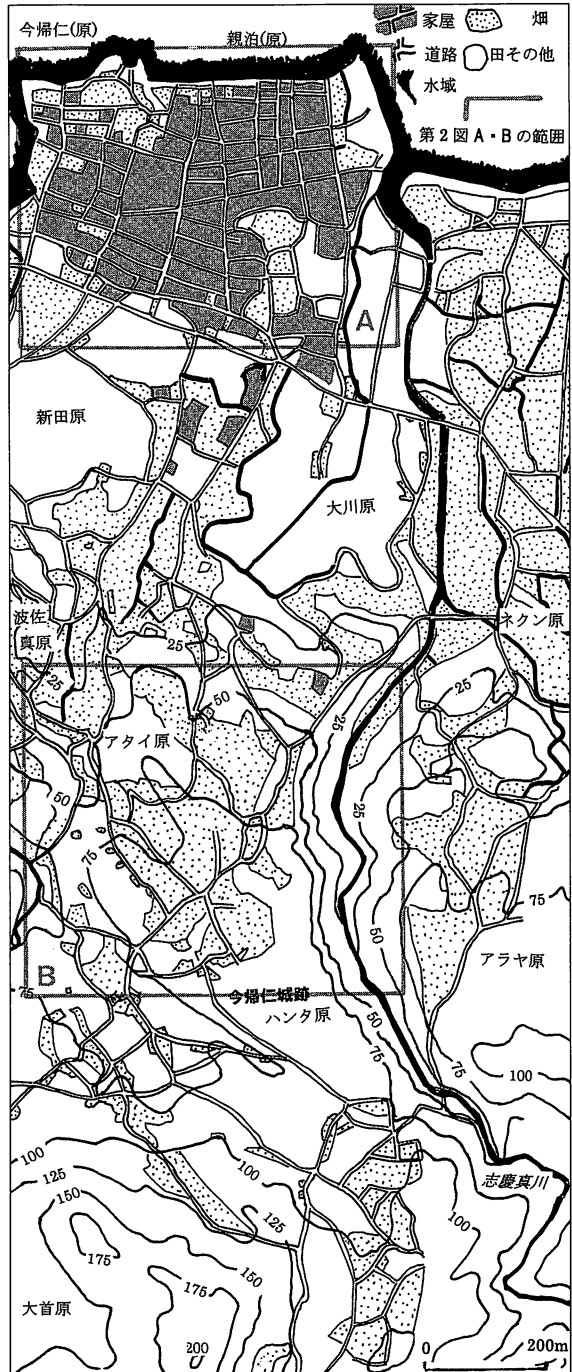 今帰仁(原)
親泊(原)
家屋 畑
道路 田その他
水域
第2図A・Bの範囲
A
新田原
大川原
波佐真原
ネクン原
25
25
25
25
50
アタイ原
25
50
75
50
75
アラヤ原
B
75
今帰仁城跡
ハンタ原
50
75
75
100
志慶真川
100
125
150
100
125
100
175
150
175
大首原
200
0 200m